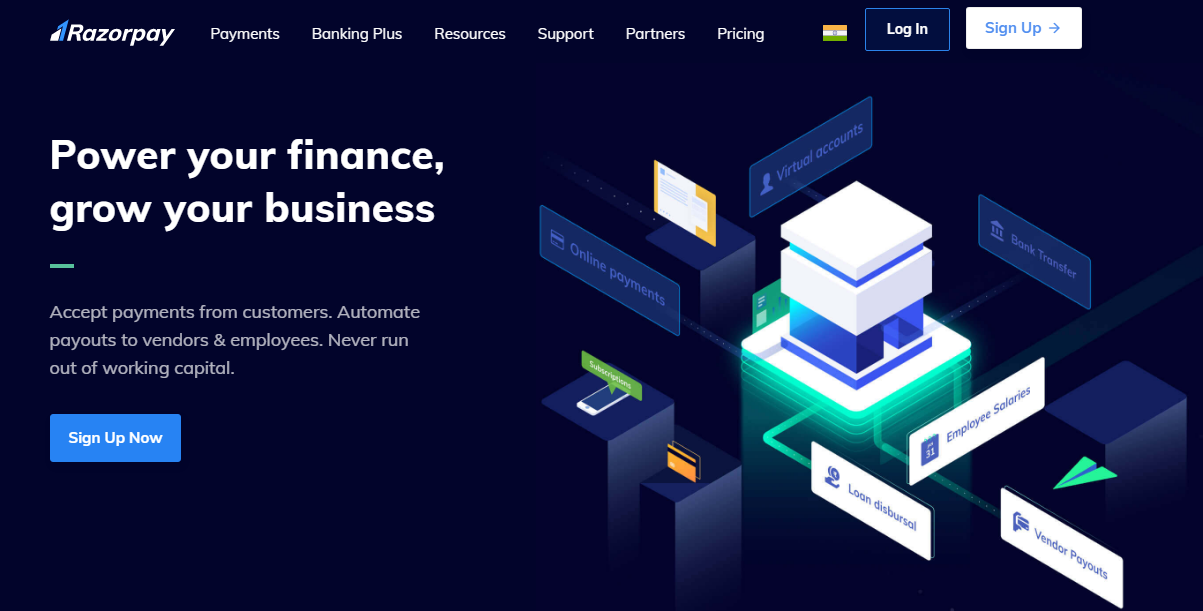 Razorpay
Payments
Banking Plus
Resources
Support
Partners
Pricing
Log In
Sign Up →
Power your finance,
grow your business
Accept payments from customers. Automate
payouts to vendors & employees. Never run
out of working capital.
Sign Up Now
Virtual accounts
Bank Transfer
Online payments
Subscriptions
Employee Salaries
31
Loan disbursal
Vendor Payouts